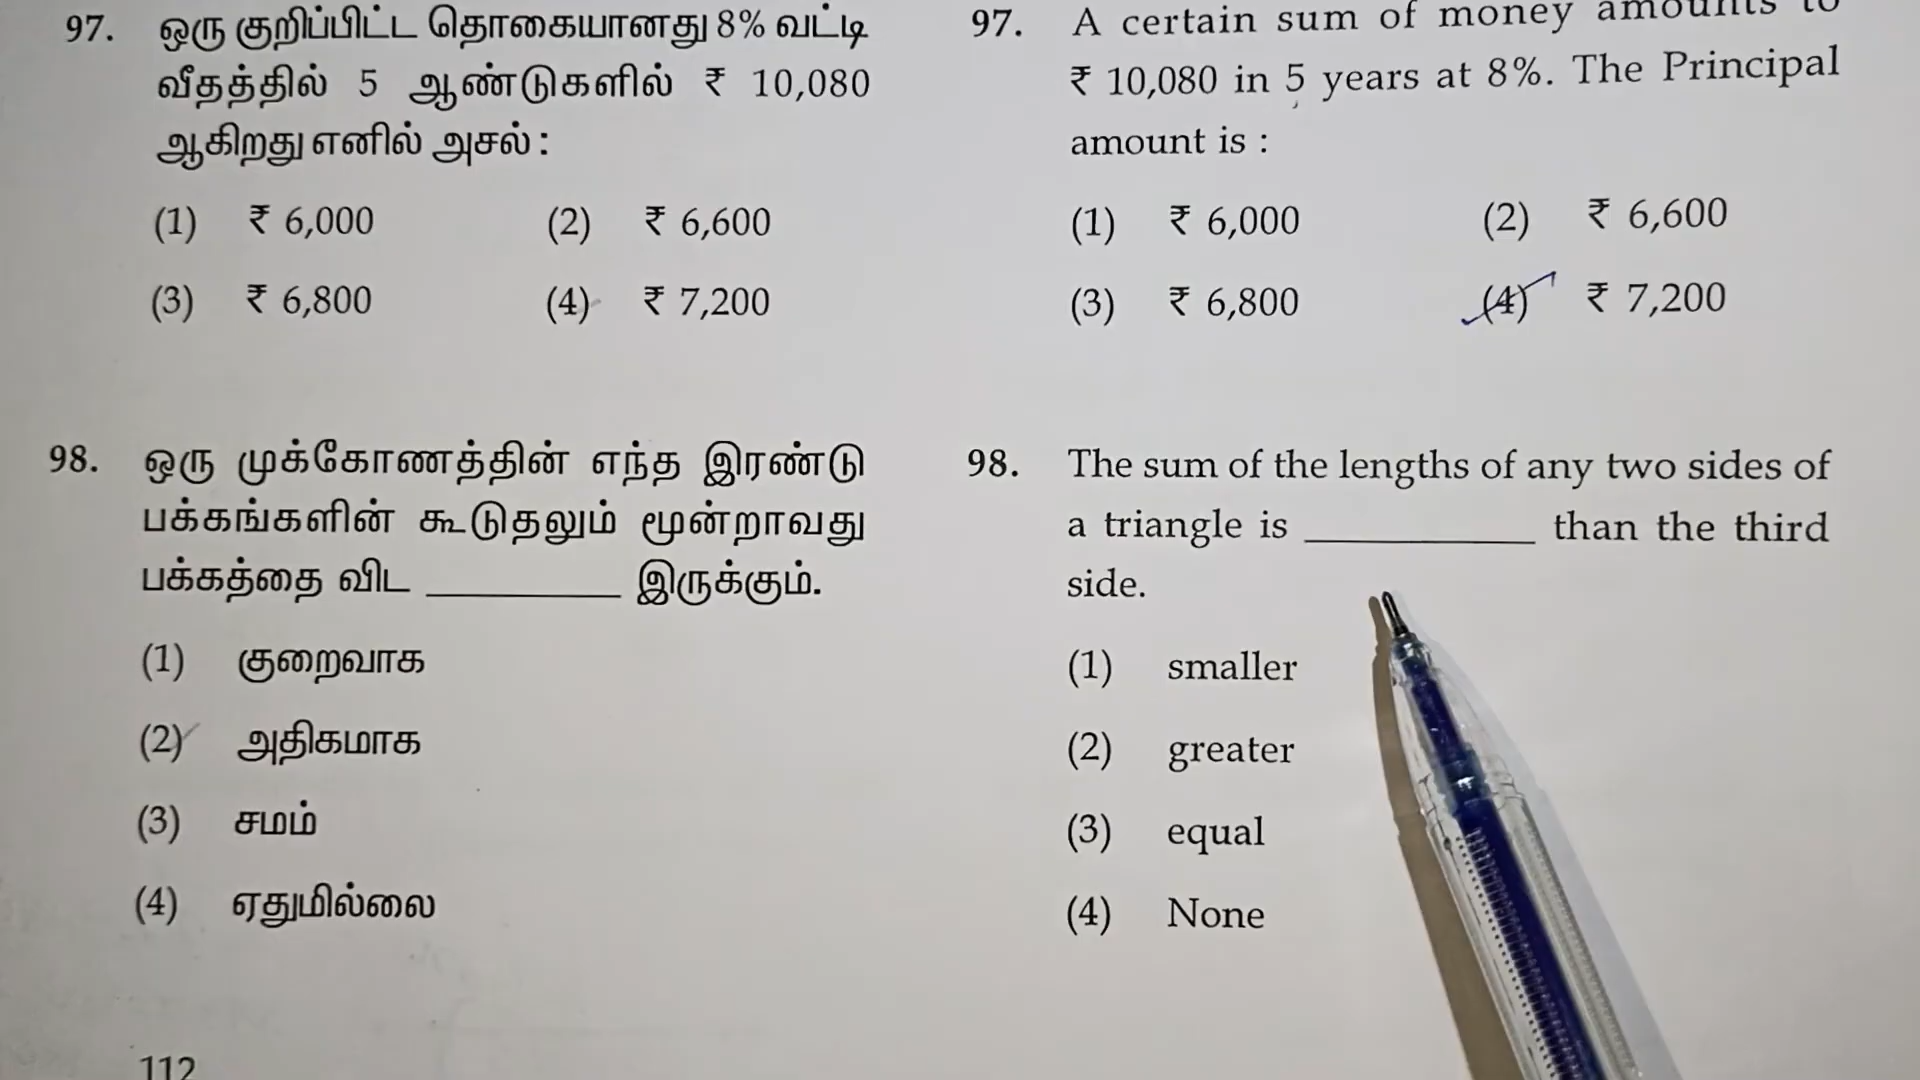 97. ஒரு குறிப்பிட்ட தொகையானது 8% வட்டி
வீதத்தில் 5 ஆண்டுகளில் ₹ 10,080
ஆகிறது எனில் அசல் :
(1) ₹ 6,000 (2) ₹ 6,600
(3) ₹ 6,800 (4) ₹ 7,200
98. ஒரு முக்கோணத்தின் எந்த இரண்டு
பக்கங்களின் கூடுதலும் மூன்றாவது
பக்கத்தை விட __________ இருக்கும்.
(1) குறைவாக
(2) அதிகமாக
(3) சமம்
(4) ஏதுமில்லை
112
97. A certain sum of money amounts to
₹ 10,080 in 5 years at 8%. The Principal
amount is :
(1) ₹ 6,000 (2) ₹ 6,600
(3) ₹ 6,800 (4) ₹ 7,200
98. The sum of the lengths of any two sides of
a triangle is __________ than the third
side.
(1) smaller
(2) greater
(3) equal
(4) None